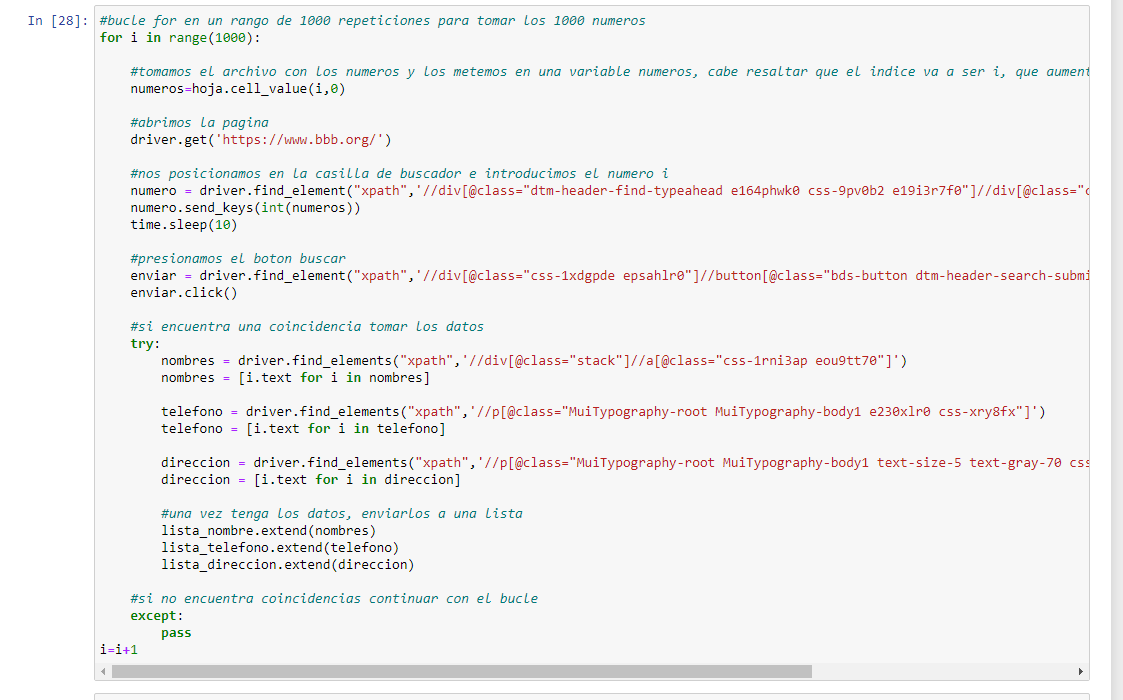 In [28]:
#bucle for en un rango de 1000 repeticiones para tomar los 1000 numeros
for i in range(1000):
#tomamos el archivo con los numeros y los metemos en una variable numeros, cabe resaltar que el indice va a ser i, que aument
numeros=hoja.cell_value(i,0)
#abrimos la pagina
driver.get('https://www.bbb.org/')
#nos posicionamos en la casilla de buscador e introducimos el numero i
numero = driver.find_element("xpath",'//div[@class="dtm-header-find-typeahead e164phwk0 css-9pv0b2 e19i3r7f0"]//div[@class="c
numero.send_keys(int(numeros))
time.sleep(10)
#presionamos el boton buscar
enviar = driver.find_element("xpath",'//div[@class="css-1xdgpde epsahlr0"]//button[@class="bds-button dtm-header-search-submi
enviar.click()
#si encuentra una coincidencia tomar los datos
try:
nombres = driver.find_elements("xpath",'//div[@class="stack"]//a[@class="css-1rni3ap eou9tt70"]')
nombres = [i.text for i in nombres]
telefono = driver.find_elements("xpath",'//p[@class="MuiTypography-root MuiTypography-body1 e230xlr0 css-xry8fx"]')
telefono = [i.text for i in telefono]
direccion = driver.find_elements("xpath",'//p[@class="MuiTypography-root MuiTypography-body1 text-size-5 text-gray-70 css
direccion = [i.text for i in direccion]
#una vez tenga los datos, enviarlos a una lista
lista_nombre.extend(nombres)
lista_telefono.extend(telefono)
lista_direccion.extend(direccion)
#si no encuentra coincidencias continuar con el bucle
except:
pass
i=i+1